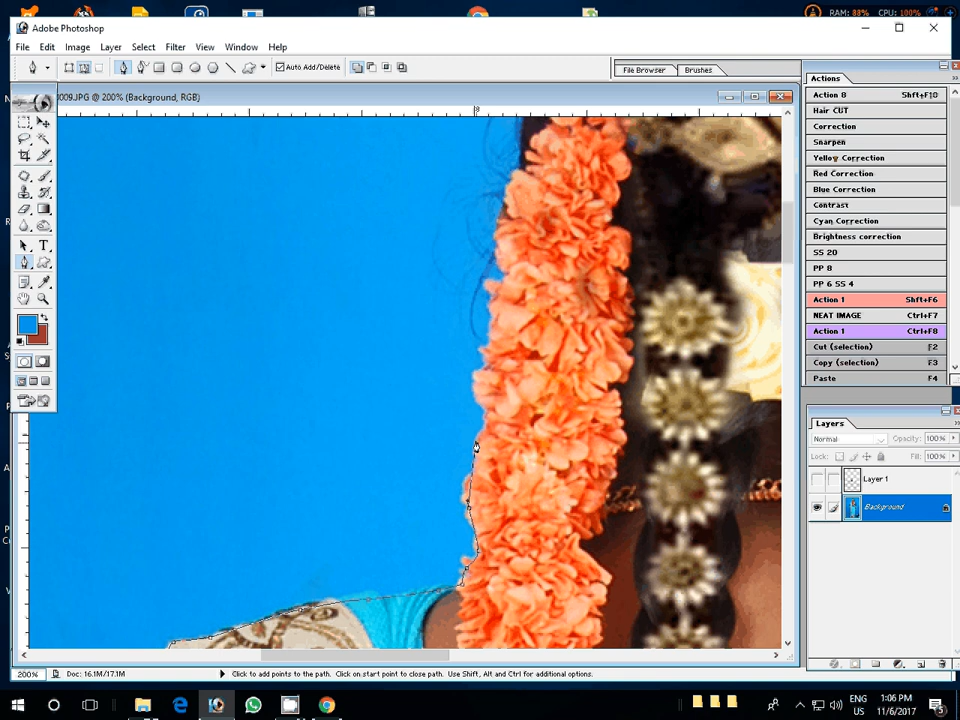 RAM: 88% CPU: 100%
Adobe Photoshop
File Edit Image Layer Select Filter View Window Help
Auto Add/Delete
File Browser Brushes
009.JPG @ 200% (Background, RGB)
Actions
Action 8 Shft+F10
Hair CUT
Correction
Snarpen
Yellow Correction
Red Correction
Blue Correction
Contrast
Cyan Correction
Brightness correction
SS 20
PP 8
PP 6 SS 4
Action 1 Shft+F6
NEAT IMAGE Ctrl+F7
Action 1 Ctrl+F8
Cut (selection) F2
Copy (selection) F3
Paste F4
Layers
Normal Opacity: 100%
Lock: Fill: 100%
Layer 1
Background
200% Doc: 16.1M/17.1M Click to add points to the path. Click on start point to close path. Use Shift, Alt and Ctrl for additional options.
ENG
US
1:06 PM
11/6/2017
5